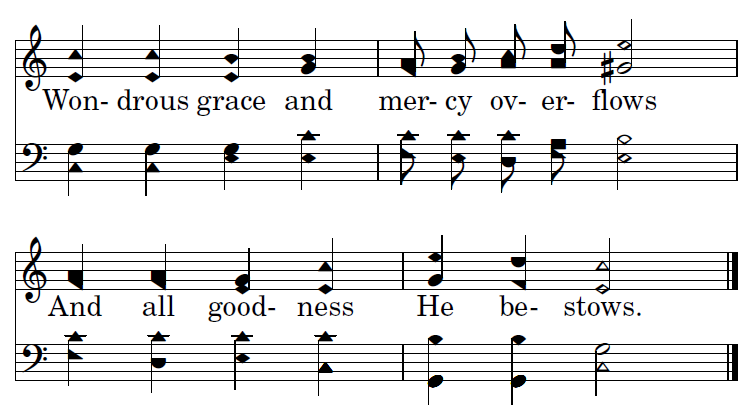 Won- drous grace and mer- cy ov- er- flows
And all good- ness He be- stows.